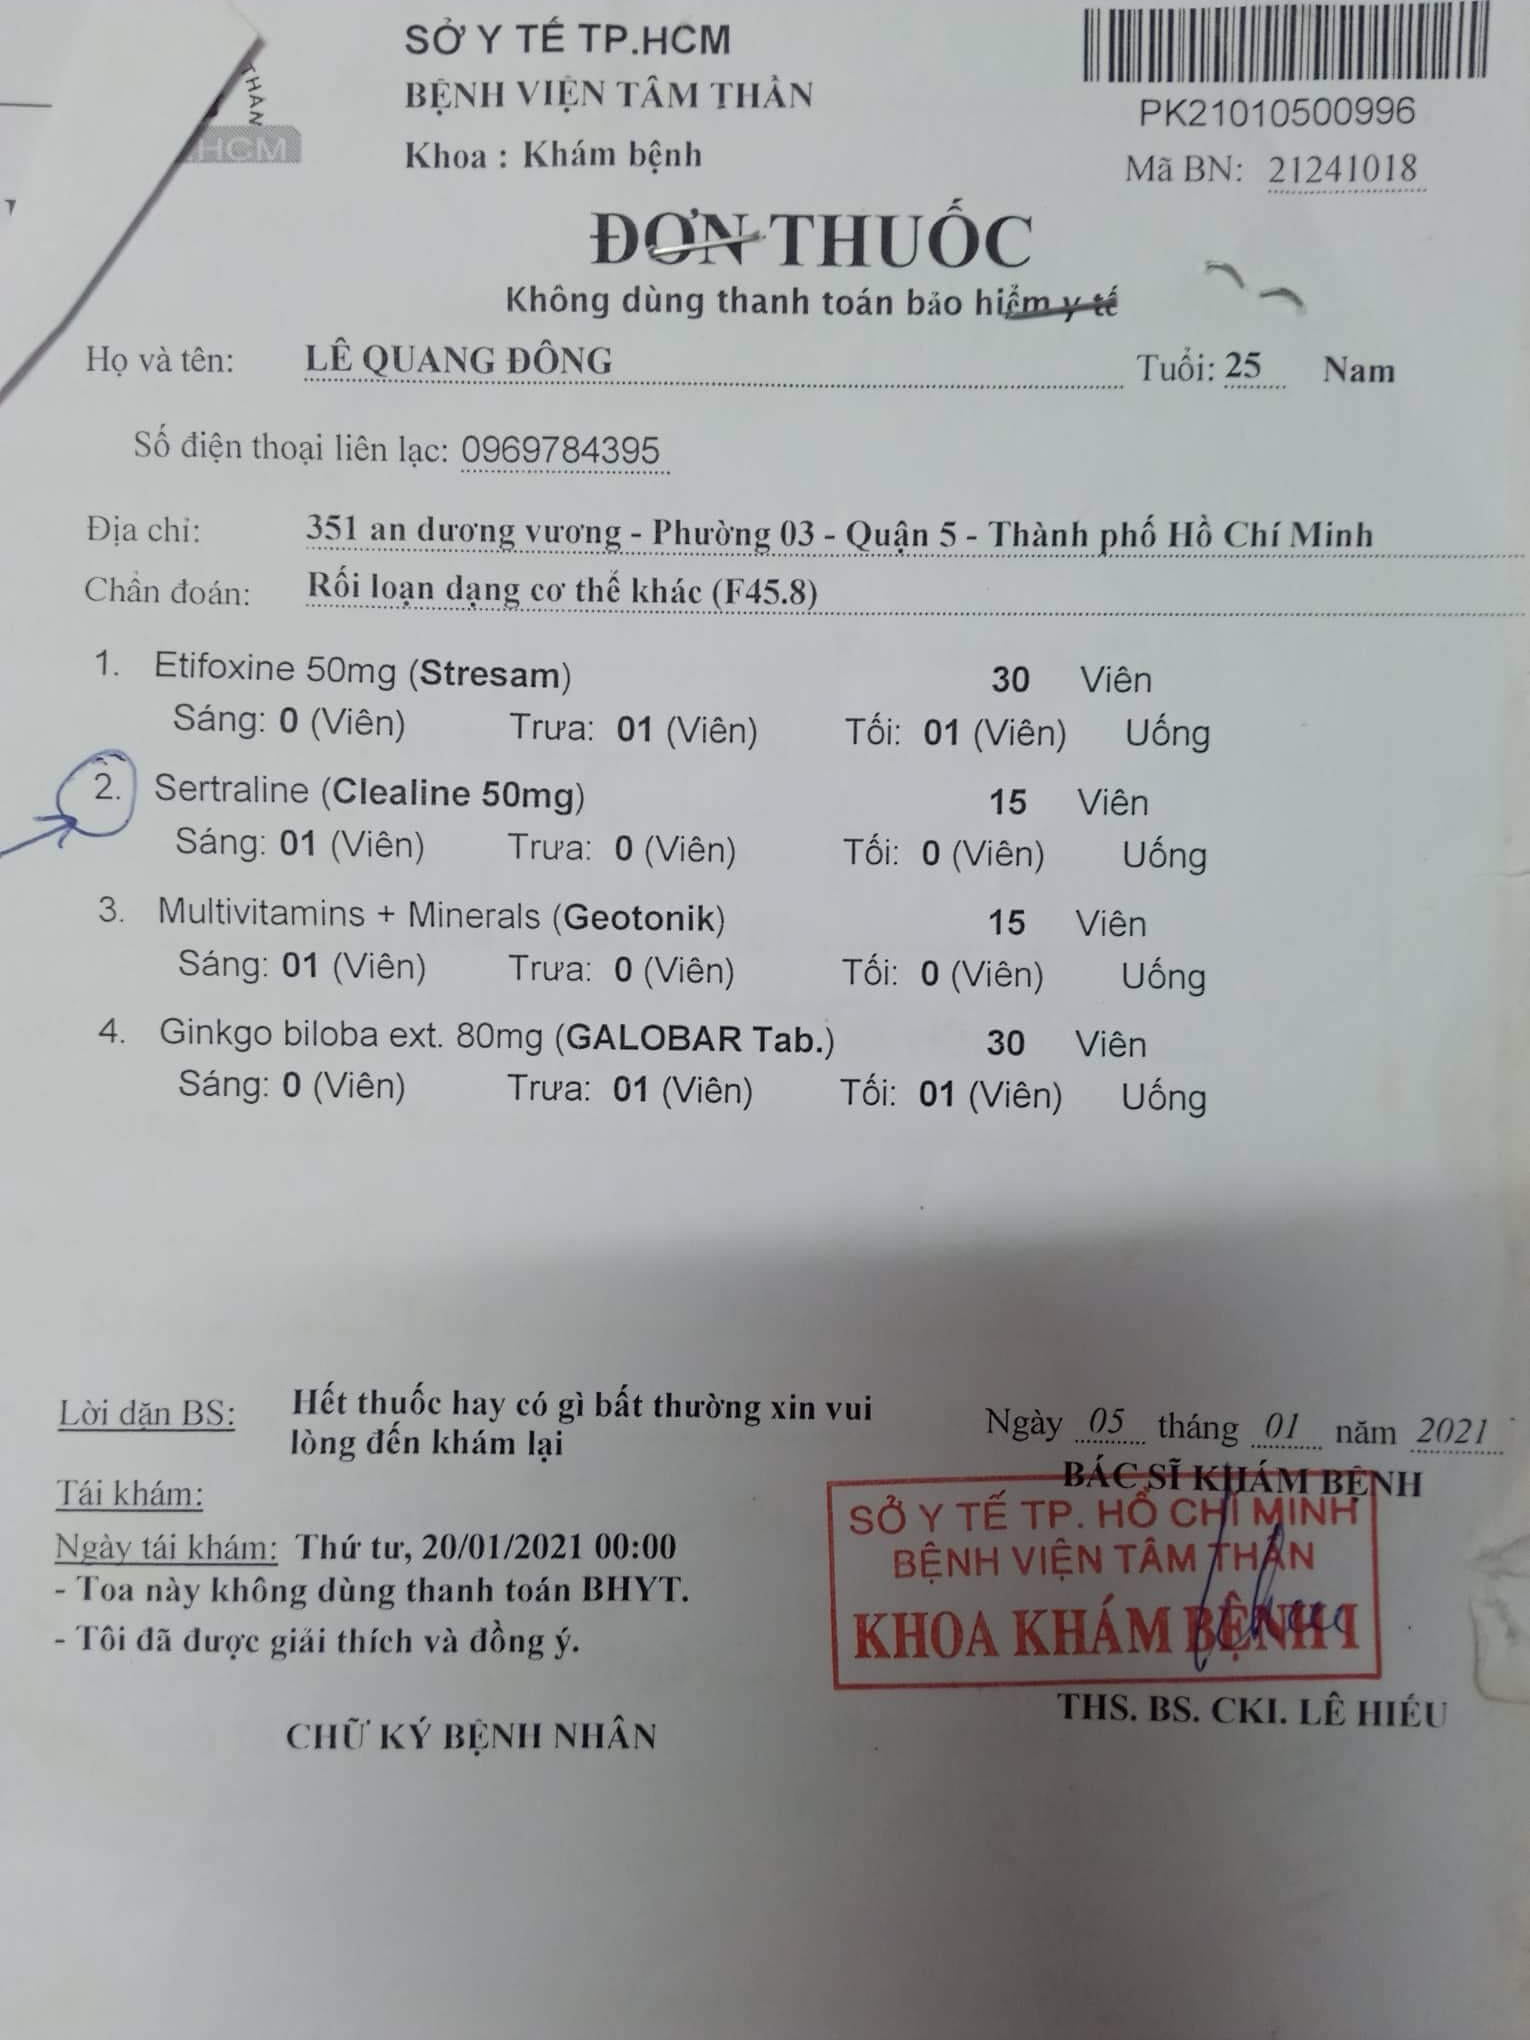 THẦN
.HCM
SỞ Y TẾ TP.HCM
BỆNH VIỆN TÂM THẦN
Khoa : Khám bệnh
PK21010500996
Mã BN: 21241018
ĐƠN THUỐC
Không dùng thanh toán bảo hiểm y tế
Họ và tên: LÊ QUANG ĐÔNG Tuổi: 25 Nam
Số điện thoại liên lạc: 0969784395
Địa chỉ: 351 an dương vương - Phường 03 - Quận 5 - Thành phố Hồ Chí Minh
Chẩn đoán: Rối loạn dạng cơ thể khác (F45.8)
1. Etifoxine 50mg (Stresam) 30 Viên
Sáng: 0 (Viên) Trưa: 01 (Viên) Tối: 01 (Viên) Uống
2. Sertraline (Clealine 50mg) 15 Viên
Sáng: 01 (Viên) Trưa: 0 (Viên) Tối: 0 (Viên) Uống
3. Multivitamins + Minerals (Geotonik) 15 Viên
Sáng: 01 (Viên) Trưa: 0 (Viên) Tối: 0 (Viên) Uống
4. Ginkgo biloba ext. 80mg (GALOBAR Tab.) 30 Viên
Sáng: 0 (Viên) Trưa: 01 (Viên) Tối: 01 (Viên) Uống
Lời dặn BS: Hết thuốc hay có gì bất thường xin vui
lòng đến khám lại
Ngày 05 tháng 01 năm 2021
BÁC SĨ KHÁM BỆNH
Tái khám:
Ngày tái khám: Thứ tư, 20/01/2021 00:00
- Toa này không dùng thanh toán BHYT.
- Tôi đã được giải thích và đồng ý.
SỞ Y TẾ TP. HỒ CHÍ MINH
BỆNH VIỆN TÂM THẦN
KHOA KHÁM BỆNH I
THS. BS. CKI. LÊ HIẾU
CHỮ KÝ BỆNH NHÂN